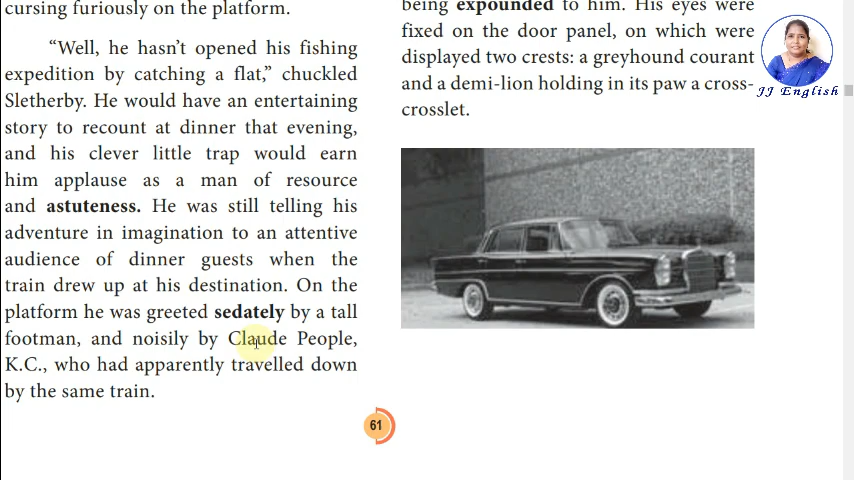 cursing furiously on the platform.
“Well, he hasn’t opened his fishing
expedition by catching a flat,” chuckled
Sletherby. He would have an entertaining
story to recount at dinner that evening,
and his clever little trap would earn
him applause as a man of resource
and astuteness. He was still telling his
adventure in imagination to an attentive
audience of dinner guests when the
train drew up at his destination. On the
platform he was greeted sedately by a tall
footman, and noisily by Claude People,
K.C., who had apparently travelled down
by the same train.
being expounded to him. His eyes were
fixed on the door panel, on which were
displayed two crests: a greyhound courant
and a demi-lion holding in its paw a cross-
crosslet.
JJ English
61